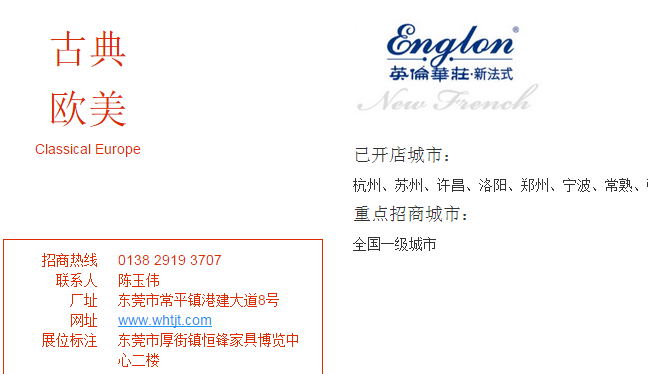 古典
欧美
Classical Europe
招商热线 0138 2919 3707
联系人 陈玉伟
厂址 东莞市常平镇港建大道8号
网址 www.whtjt.com
展位标注 东莞市厚街镇恒锋家具博览中
心二楼
Englon®
英倫華莊·新法式
New French
已开店城市：
杭州、苏州、许昌、洛阳、郑州、宁波、常熟、
重点招商城市：
全国一级城市